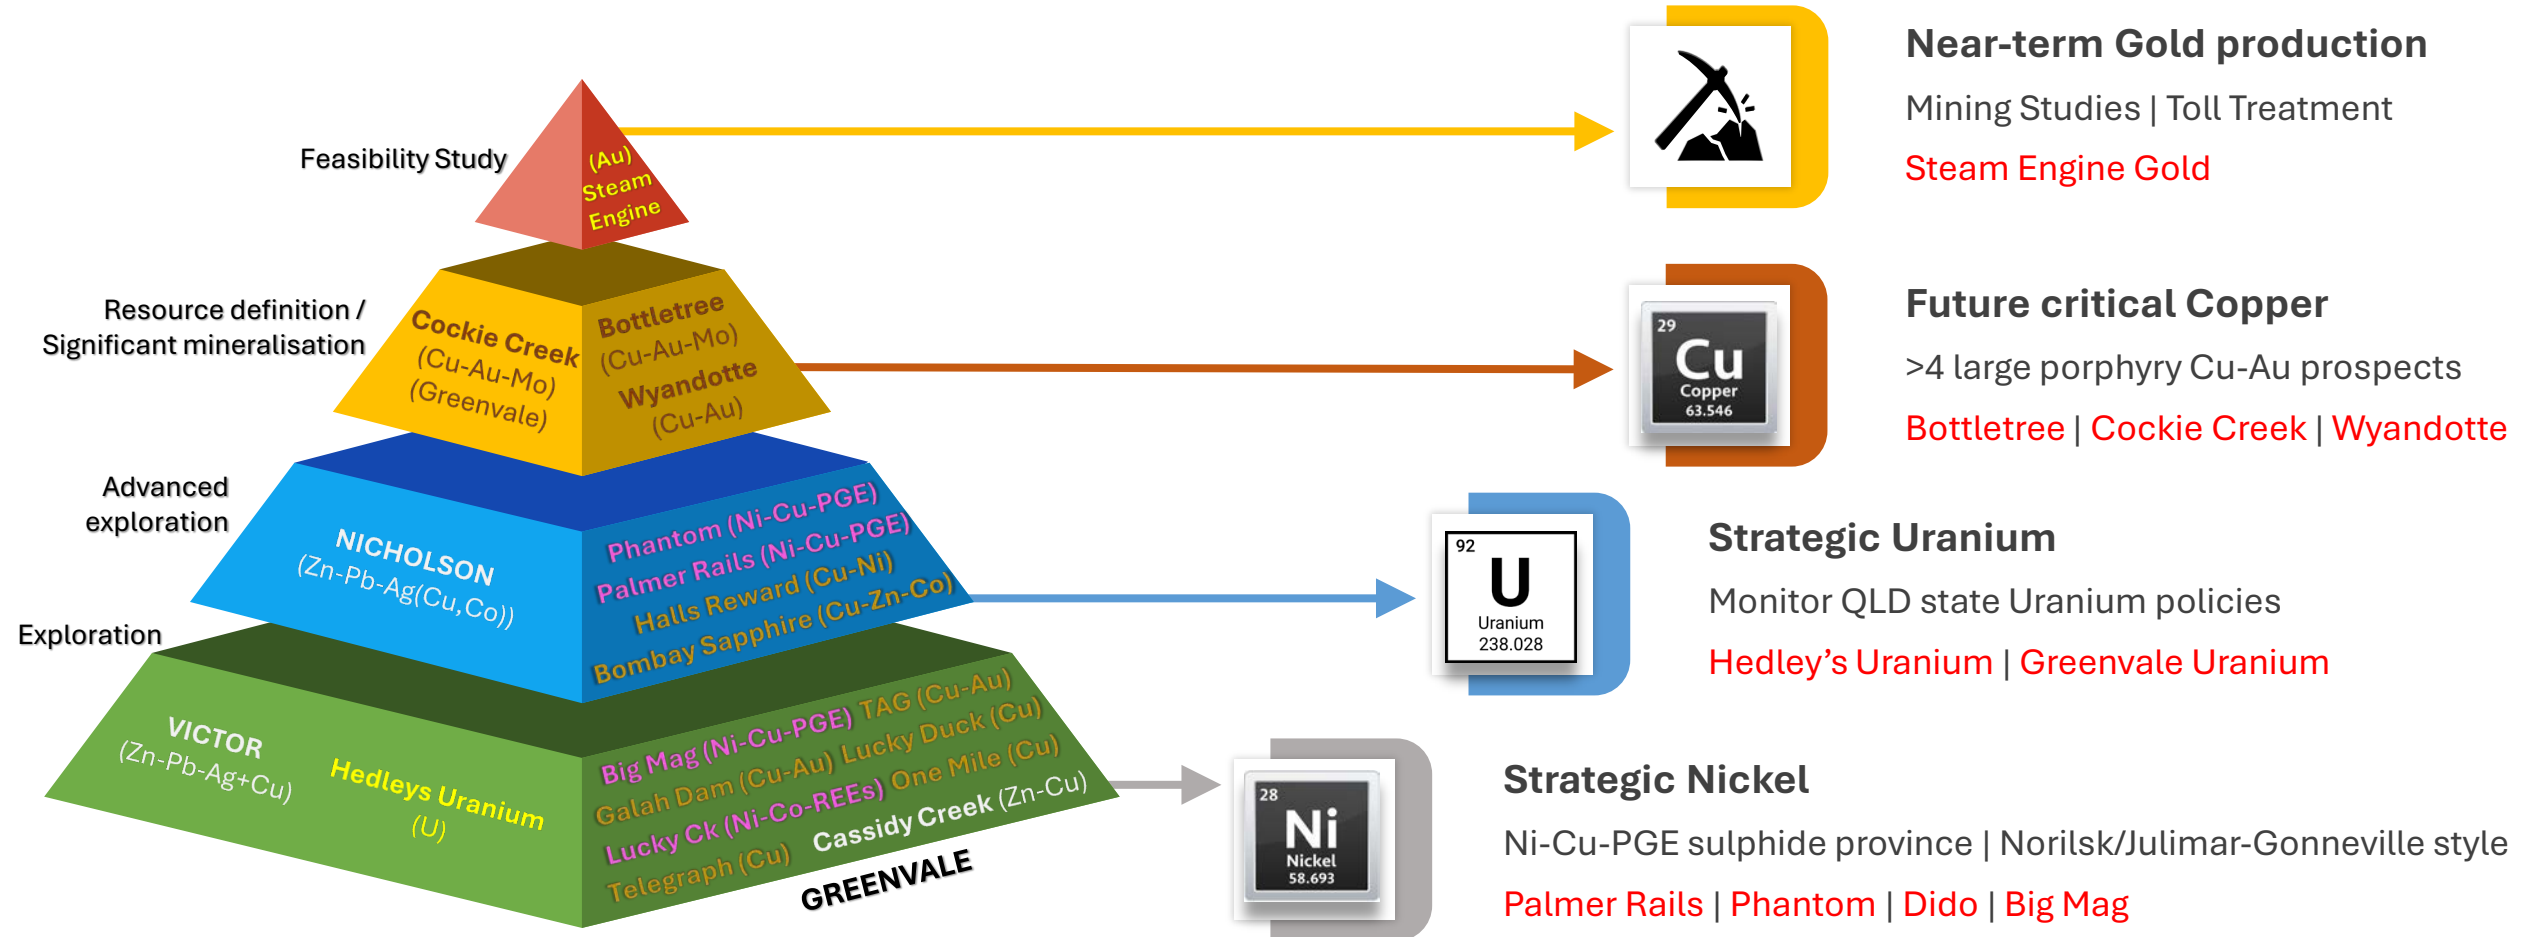 Feasibility Study
(Au)
Steam
Engine
Resource definition /
Significant mineralisation
Cockie Creek
(Cu-Au-Mo)
(Greenvale)
Bottletree
(Cu-Au-Mo)
Wyandotte
(Cu-Au)
Advanced
exploration
NICHOLSON
(Zn-Pb-Ag(Cu,Co))
Phantom (Ni-Cu-PGE)
Palmer Rails (Ni-Cu-PGE)
Halls Reward (Cu-Ni)
Bombay Sapphire (Cu-Zn-Co)
Exploration
VICTOR
(Zn-Pb-Ag+Cu)
Hedleys Uranium
(U)
Big Mag (Ni-Cu-PGE) TAG (Cu-Au)
Galah Dam (Cu-Au) Lucky Duck (Cu)
Lucky Ck (Ni-Co-REEs) One Mile (Cu)
Telegraph (Cu) Cassidy Creek (Zn-Cu)
GREENVALE
Near-term Gold production
Mining Studies | Toll Treatment
Steam Engine Gold
29
Cu
Copper
63.546
Future critical Copper
>4 large porphyry Cu-Au prospects
Bottletree | Cockie Creek | Wyandotte
92
U
Uranium
238.028
Strategic Uranium
Monitor QLD state Uranium policies
Hedley’s Uranium | Greenvale Uranium
28
Ni
Nickel
58.693
Strategic Nickel
Ni-Cu-PGE sulphide province | Norilsk/Julimar-Gonneville style
Palmer Rails | Phantom | Dido | Big Mag